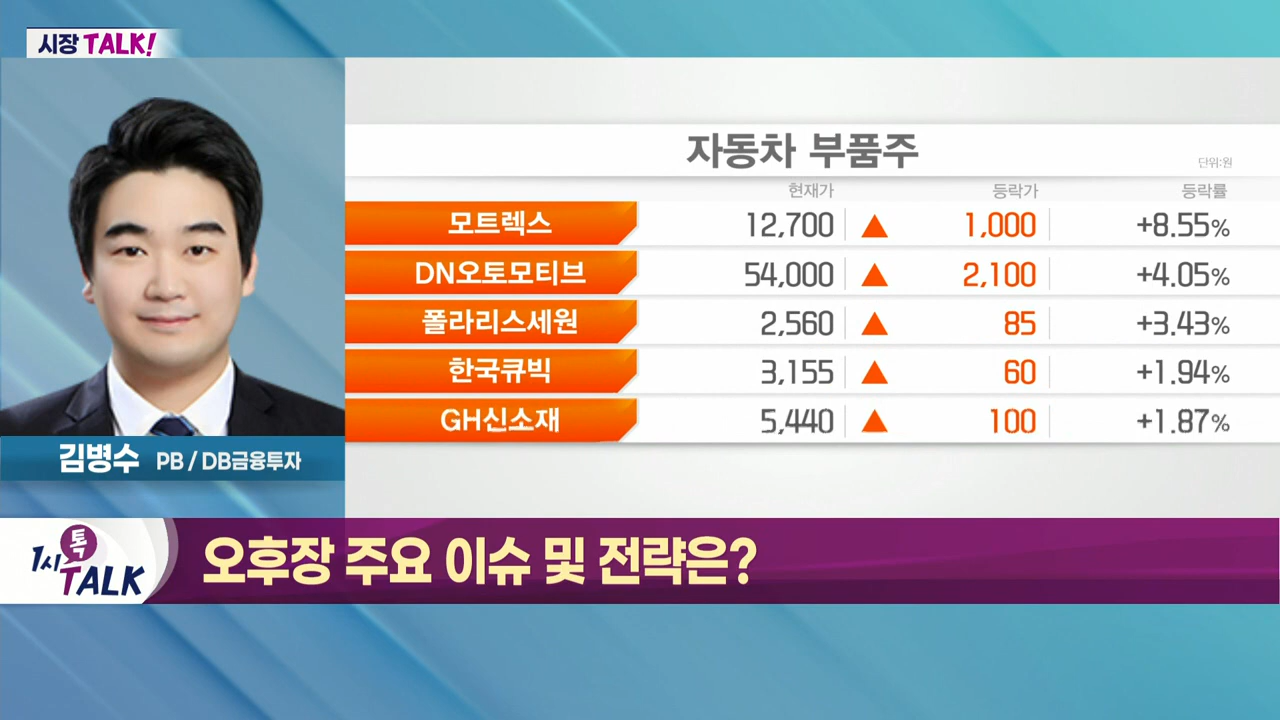 시장 TALK!
자동차 부품주
단위:원
현재가 등락가 등락률
모트렉스 12,700 ▲ 1,000 +8.55%
DN오토모티브 54,000 ▲ 2,100 +4.05%
폴라리스세원 2,560 ▲ 85 +3.43%
한국큐빅 3,155 ▲ 60 +1.94%
GH신소재 5,440 ▲ 100 +1.87%
김병수 PB / DB금융투자
1시 톡 TALK
오후장 주요 이슈 및 전략은?